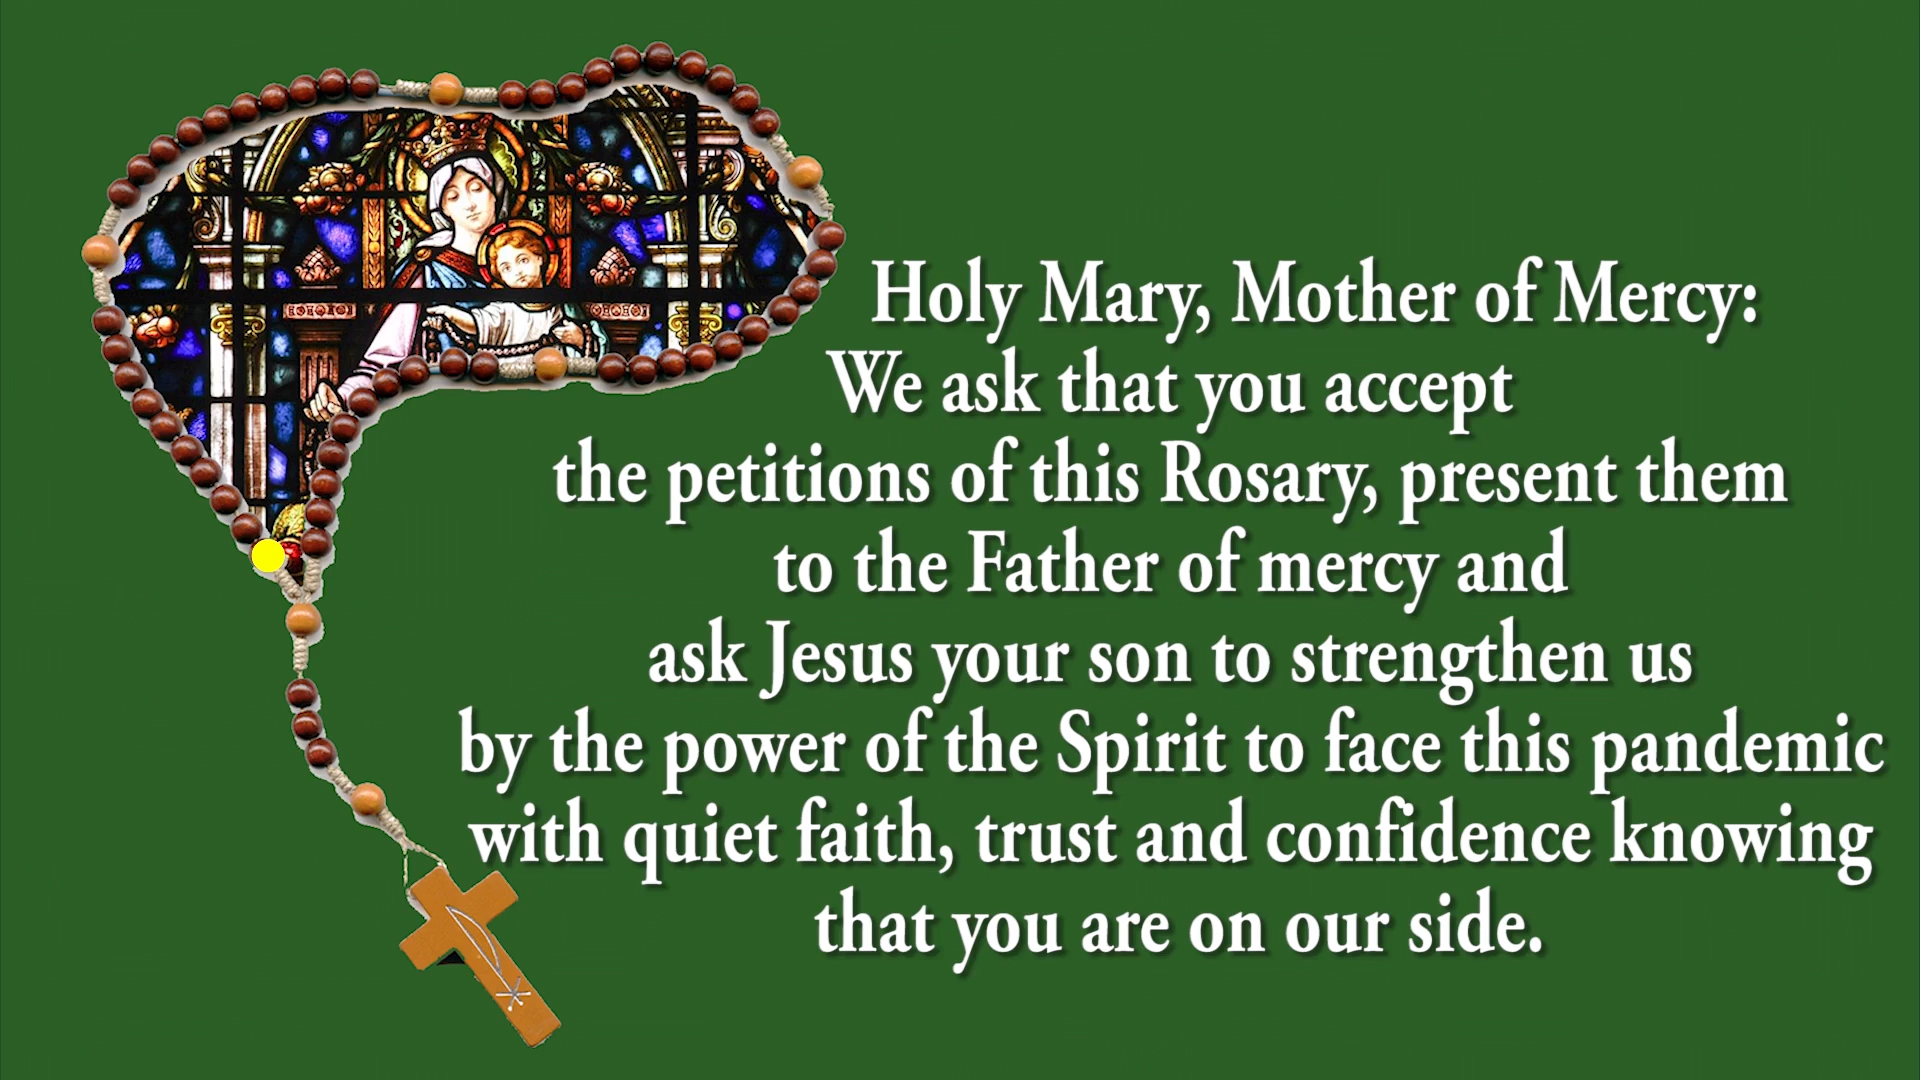 Holy Mary, Mother of Mercy:
We ask that you accept
the petitions of this Rosary, present them
to the Father of mercy and
ask Jesus your son to strengthen us
by the power of the Spirit to face this pandemic
with quiet faith, trust and confidence knowing
that you are on our side.